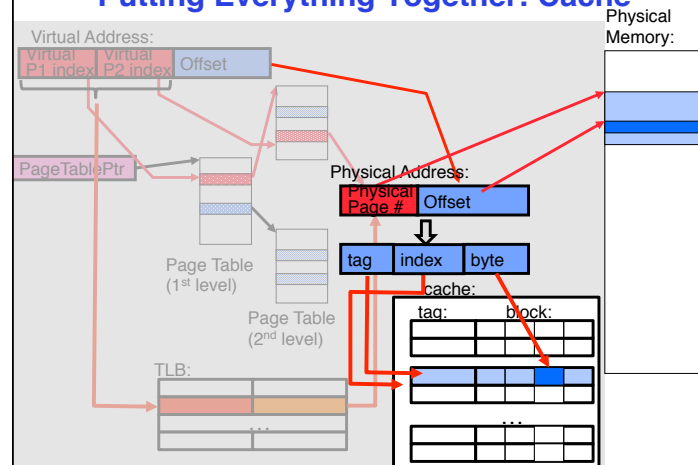 Putting Everything Together: Cache
Physical
Memory:
Virtual Address:
Virtual
P1 index
Virtual
P2 index
Offset
PageTablePtr
Physical Address:
Physical
Page #
Offset
tag
index
byte
Page Table
(1st level)
cache:
tag:
block:
Page Table
(2nd level)
TLB:
...
...